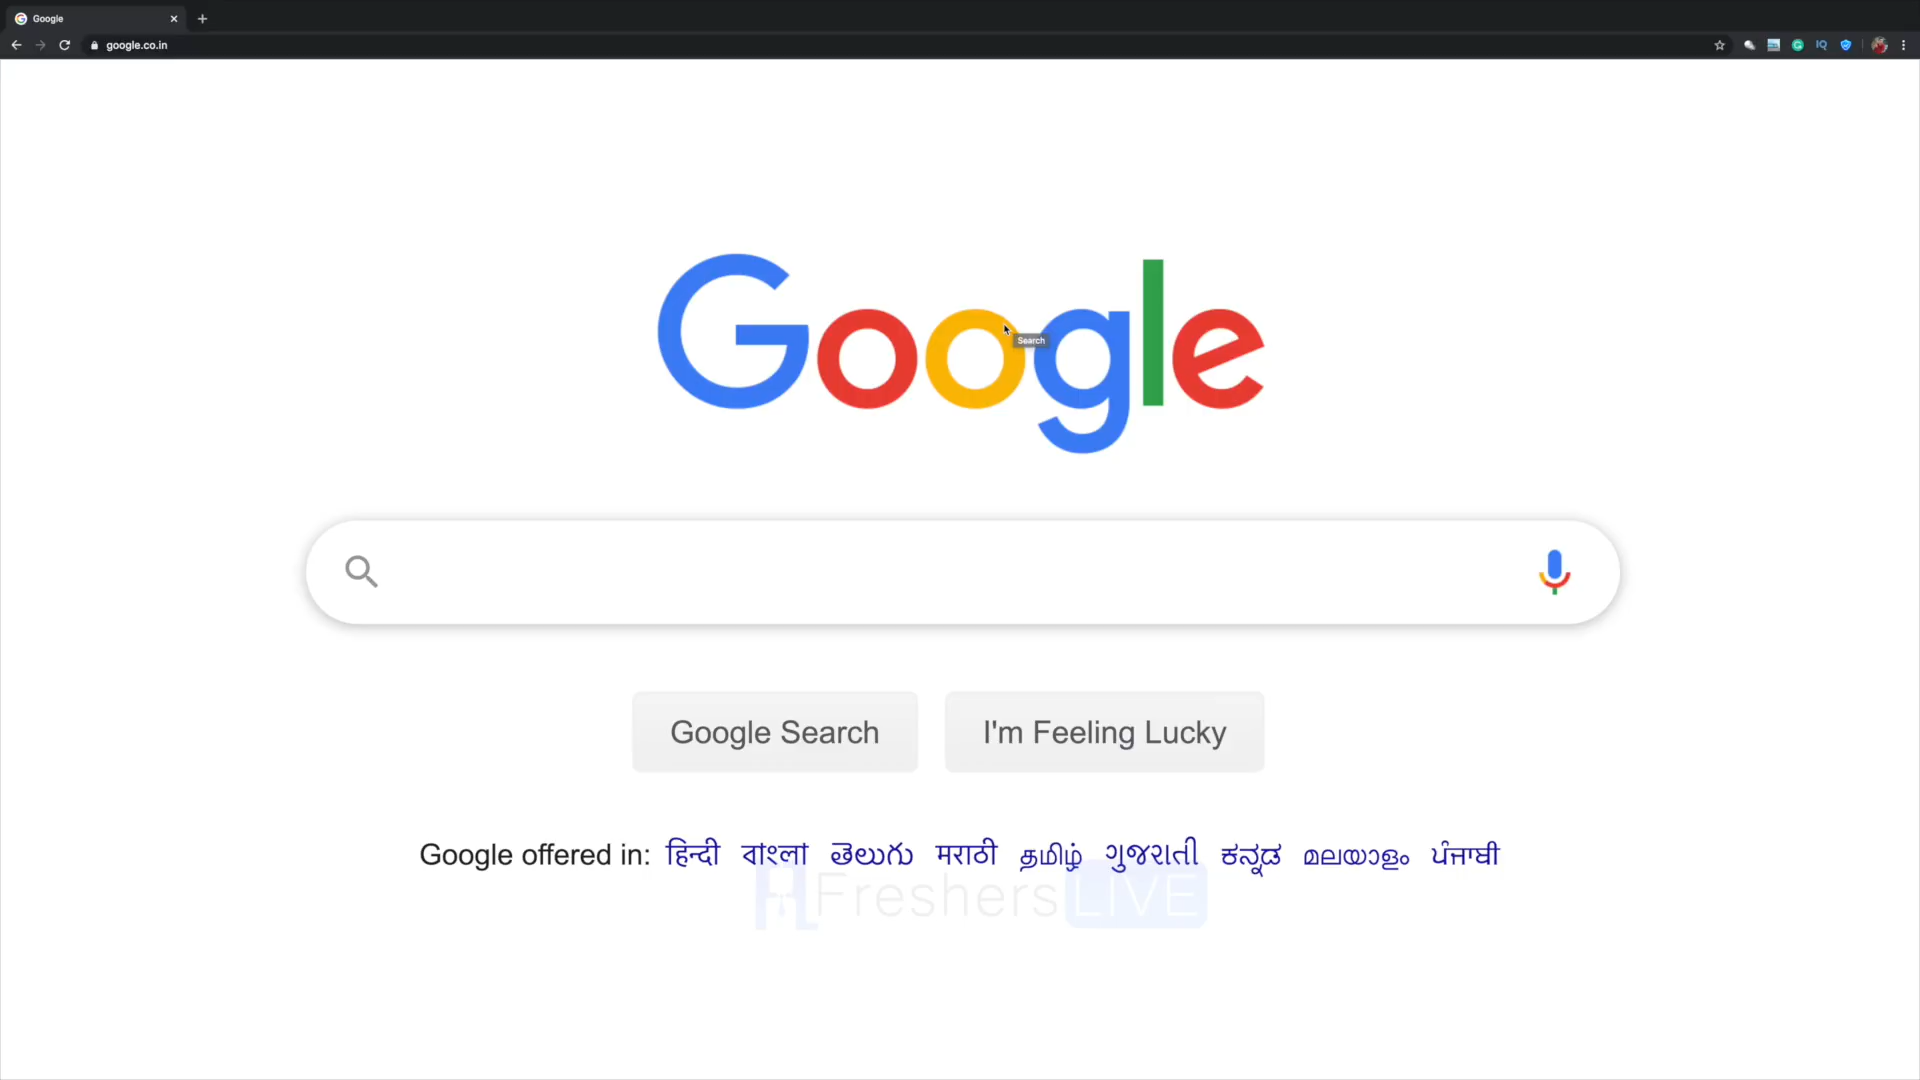 Google
google.co.in
Google
Search
Google Search
I'm Feeling Lucky
Google offered in: हिन्दी বাংলা తెలుగు मराठी தமிழ் ગુજરાતી ಕನ್ನಡ മലയാളം ਪੰਜਾਬੀ
FreshersLIVE